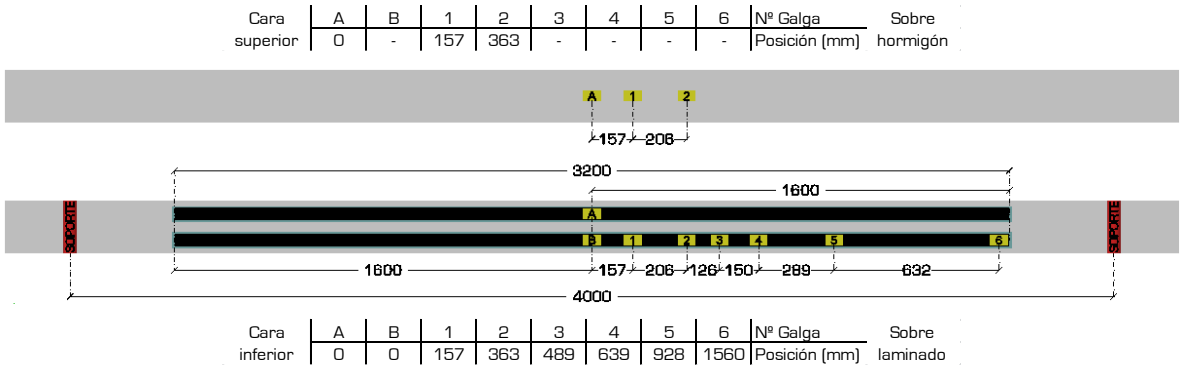 Cara A B 1 2 3 4 5 6 Nº Galga Sobre
superior 0 - 157 363 - - - - Posición (mm) hormigón
A 1 2
157 206
3200
1600
SOPORTE A SOPORTE
B 1 2 3 4 5 6
1600 157 206 126 150 289 632
4000
Cara A B 1 2 3 4 5 6 Nº Galga Sobre
inferior 0 0 157 363 489 639 928 1560 Posición (mm) laminado